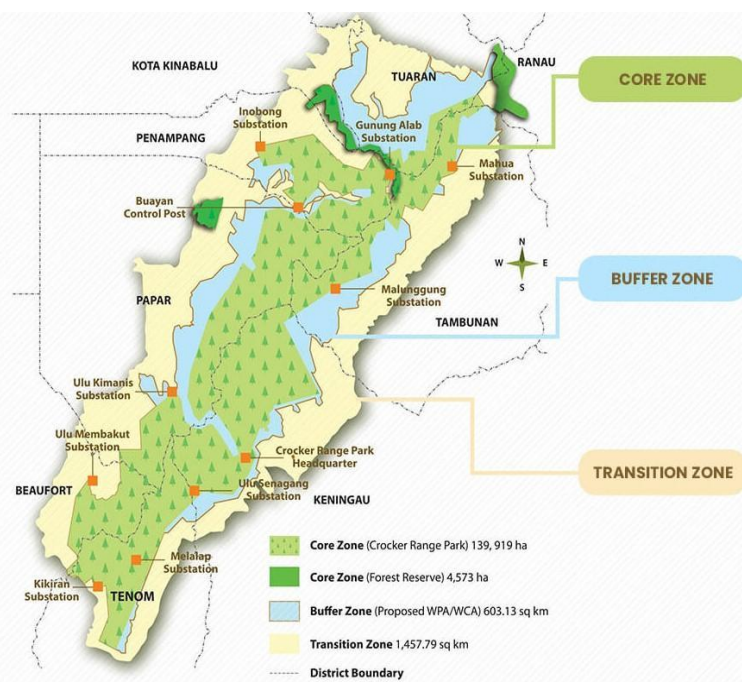 KOTA KINABALU
TUARAN
RANAU
CORE ZONE
Inobong
Substation
Gunung Alab
Substation
PENAMPANG
Mahua
Substation
Buayan
Control Post
N
W E
S
BUFFER ZONE
Malunggung
Substation
PAPAR
TAMBUNAN
Ulu Kimanis
Substation
Ulu Membakut
Substation
Crocker Range Park
Headquarter
TRANSITION ZONE
BEAUFORT
Ulu Senagang
Substation
KENINGAU
Core Zone (Crocker Range Park) 139, 919 ha
Melalap
Substation
Core Zone (Forest Reserve) 4,573 ha
Kikiran
Substation
TENOM
Buffer Zone (Proposed WPA/WCA) 603.13 sq km
Transition Zone 1,457.79 sq km
District Boundary